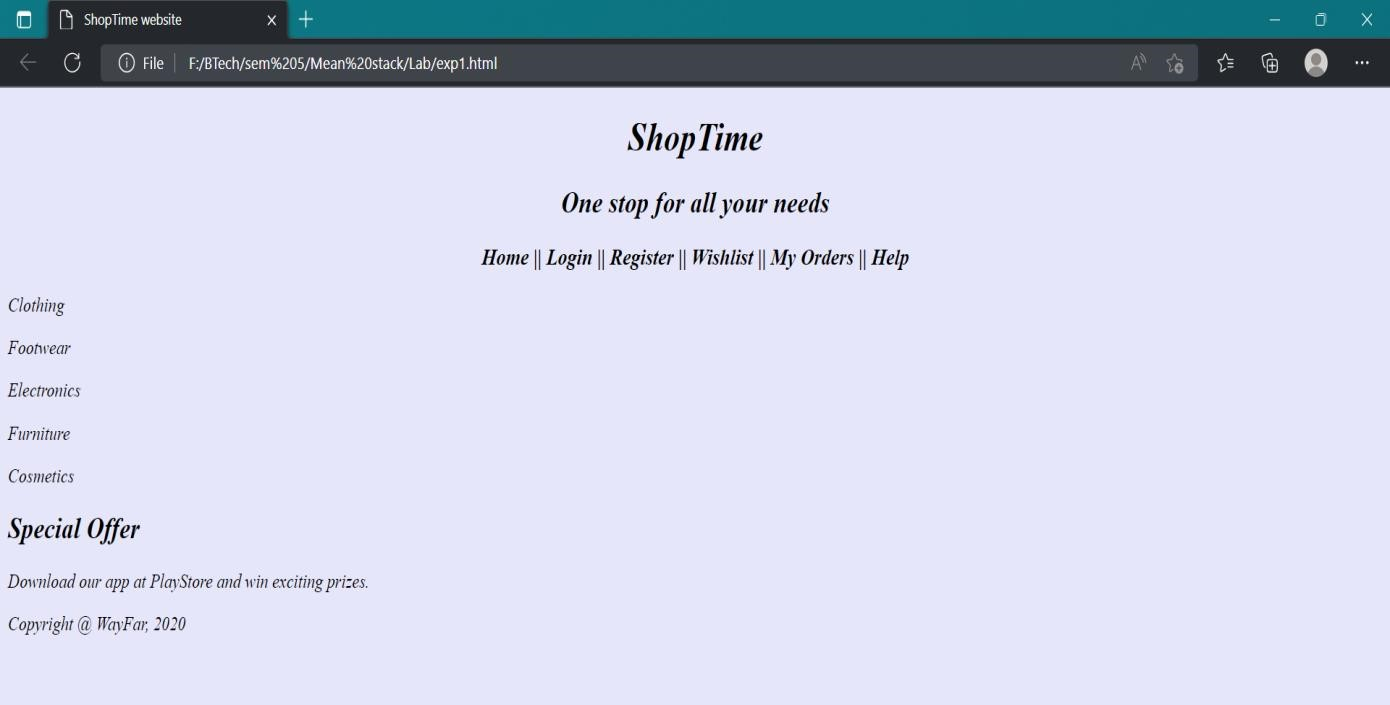 ShopTime website
File F:/BTech/sem%205/Mean%20stack/Lab/exp1.html
ShopTime
One stop for all your needs
Home || Login || Register || Wishlist || My Orders || Help
Clothing
Footwear
Electronics
Furniture
Cosmetics
Special Offer
Download our app at PlayStore and win exciting prizes.
Copyright @ WayFar, 2020